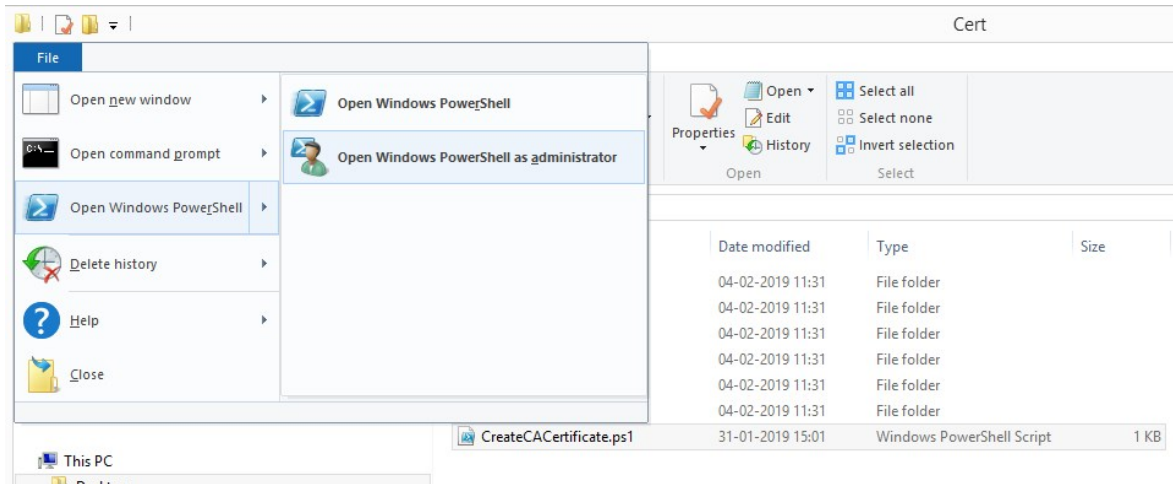 Cert
File
Open new window
Open command prompt
Open Windows PowerShell
Delete history
Help
Close
Open Windows PowerShell
Open Windows PowerShell as administrator
Properties
Open
Edit
History
Open
Select all
Select none
Invert selection
Select
Date modified Type Size
04-02-2019 11:31 File folder
04-02-2019 11:31 File folder
04-02-2019 11:31 File folder
04-02-2019 11:31 File folder
04-02-2019 11:31 File folder
04-02-2019 11:31 File folder
CreateCACertificate.ps1 31-01-2019 15:01 Windows PowerShell Script 1 KB
This PC